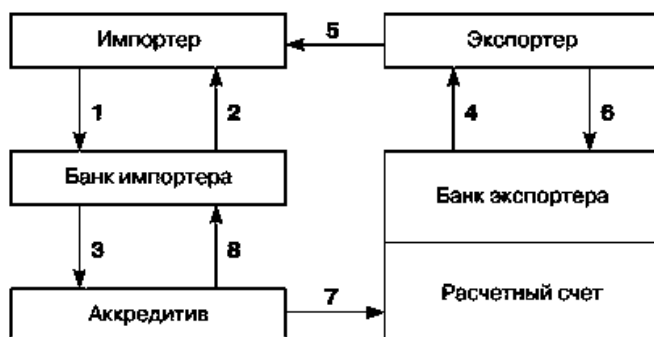 Импортер
5
Экспортер
1
2
4
6
Банк импортера
Банк экспортера
3
8
Аккредитив
7
Расчетный счет